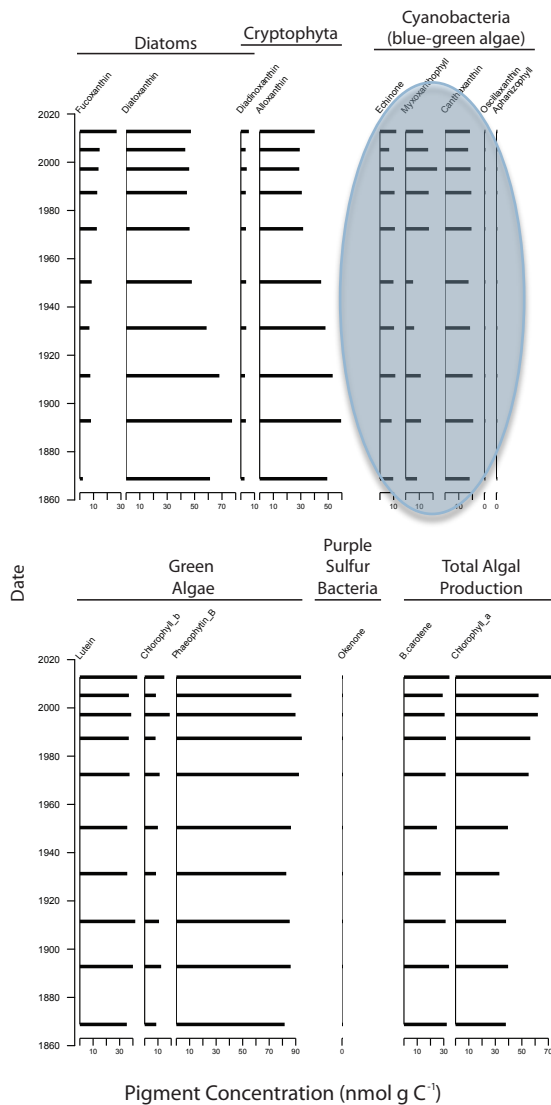 Diatoms
Cryptophyta
Cyanobacteria
(blue-green algae)
Fucoxanthin
Diatoxanthin
Diadinoxanthin
Alloxanthin
Echinone
Myxoxanthophyll
Canthaxanthin
Oscillaxanthin
Aphanizophyll
2020
2000
1980
1960
1940
1920
1900
1880
1860
10 30
10 30 50
10 30 50 60
10
10
10
0
0
Date
Green
Algae
Purple
Sulfur
Bacteria
Total Algal
Production
Lutein
Chlorophyll_b
Phaeophytin_B
Okenone
B.carotene
Chlorophyll_a
2020
2000
1980
1960
1940
1920
1900
1880
1860
10 30
10
10 30 50 70 90
0
10 30
10 30 50 70
Pigment Concentration (nmol g C⁻¹)